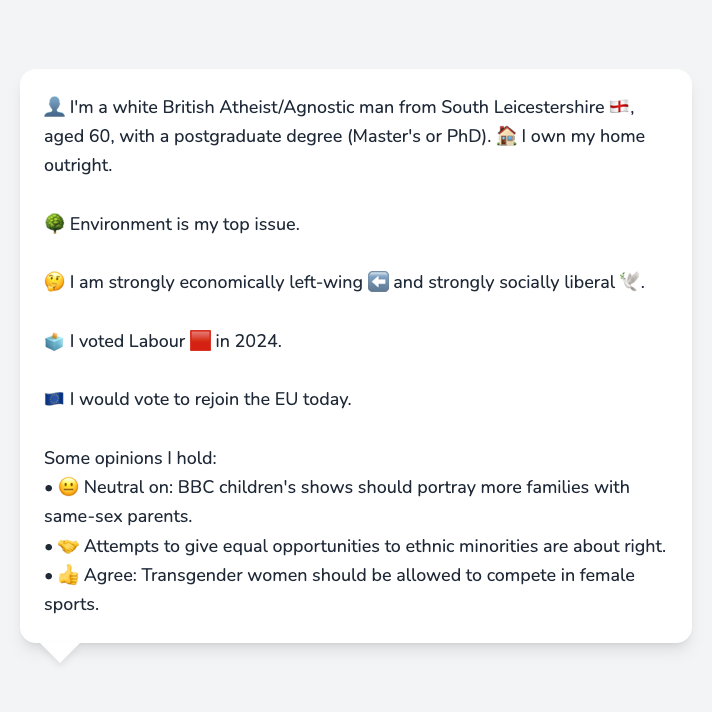 👤 I'm a white British Atheist/Agnostic man from South Leicestershire 🏴󠁧󠁢󠁥󠁮󠁧󠁿,
aged 60, with a postgraduate degree (Master's or PhD). 🏠 I own my home
outright.
🌳 Environment is my top issue.
🤔 I am strongly economically left-wing ⬅️ and strongly socially liberal 🕊️.
🗳️ I voted Labour 🟥 in 2024.
🇪🇺 I would vote to rejoin the EU today.
Some opinions I hold:
• 😐 Neutral on: BBC children's shows should portray more families with
same-sex parents.
• 🤝 Attempts to give equal opportunities to ethnic minorities are about right.
• 👍 Agree: Transgender women should be allowed to compete in female
sports.